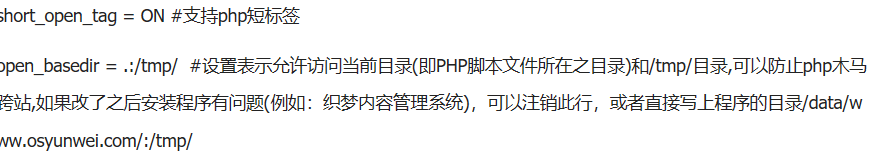 short_open_tag = ON #支持php短标签
open_basedir = .:/tmp/  #设置表示允许访问当前目录(即PHP脚本文件所在之目录)和/tmp/目录,可以防止php木马
跨站,如果改了之后安装程序有问题(例如：织梦内容管理系统)，可以注销此行，或者直接写上程序的目录/data/w
ww.osyunwei.com/:/tmp/